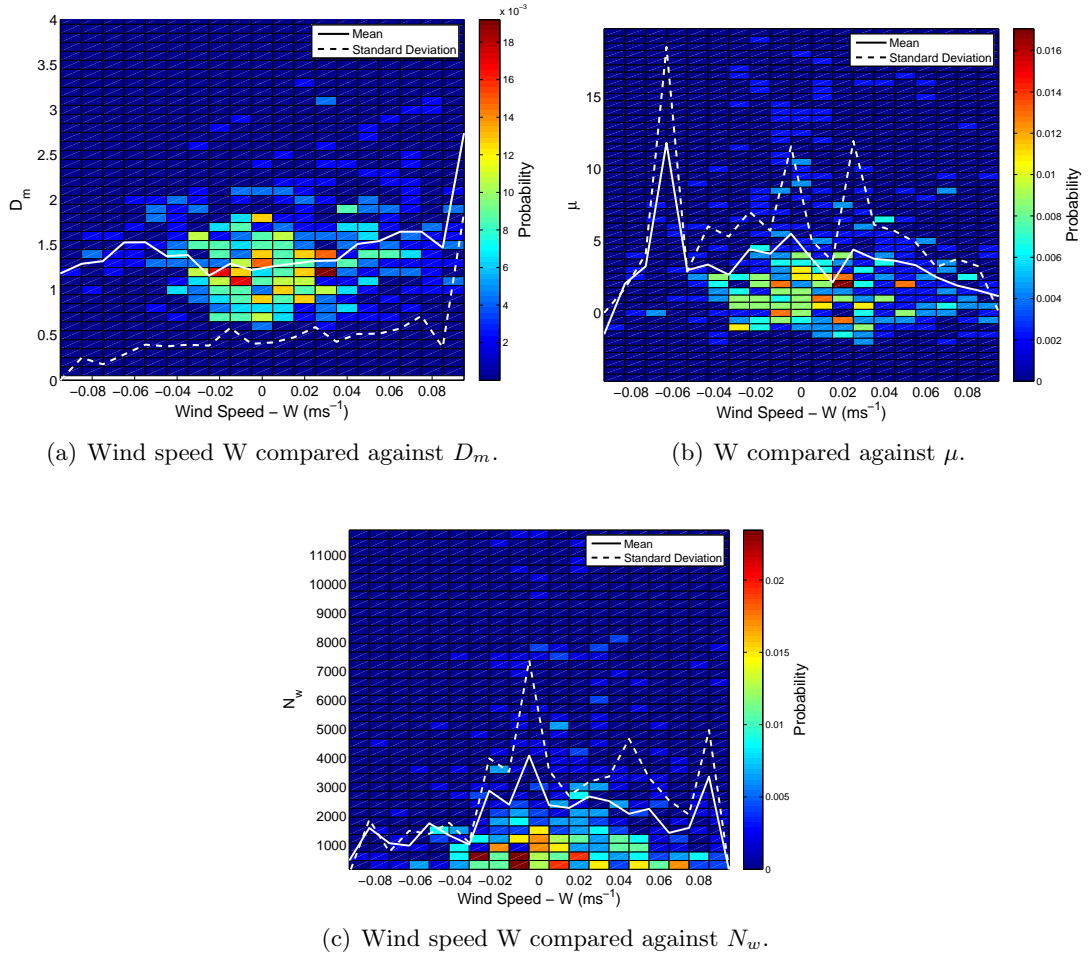 x 10⁻³
4
3.5
3
2.5
2
1.5
1
0.5
0
D_m
Mean
Standard Deviation
18
16
14
12
10
8
6
4
2
Probability
−0.08 −0.06 −0.04 −0.02 0 0.02 0.04 0.06 0.08
Wind Speed − W (ms⁻¹)
(a) Wind speed W compared against D_m.
15
10
5
0
μ
Mean
Standard Deviation
0.016
0.014
0.012
0.01
0.008
0.006
0.004
0.002
0
Probability
−0.08 −0.06 −0.04 −0.02 0 0.02 0.04 0.06 0.08
Wind Speed − W (ms⁻¹)
(b) W compared against μ.
11000
10000
9000
8000
7000
6000
5000
4000
3000
2000
1000
N_w
Mean
Standard Deviation
0.02
0.015
0.01
0.005
0
Probability
−0.08 −0.06 −0.04 −0.02 0 0.02 0.04 0.06 0.08
Wind Speed − W (ms⁻¹)
(c) Wind speed W compared against N_w.